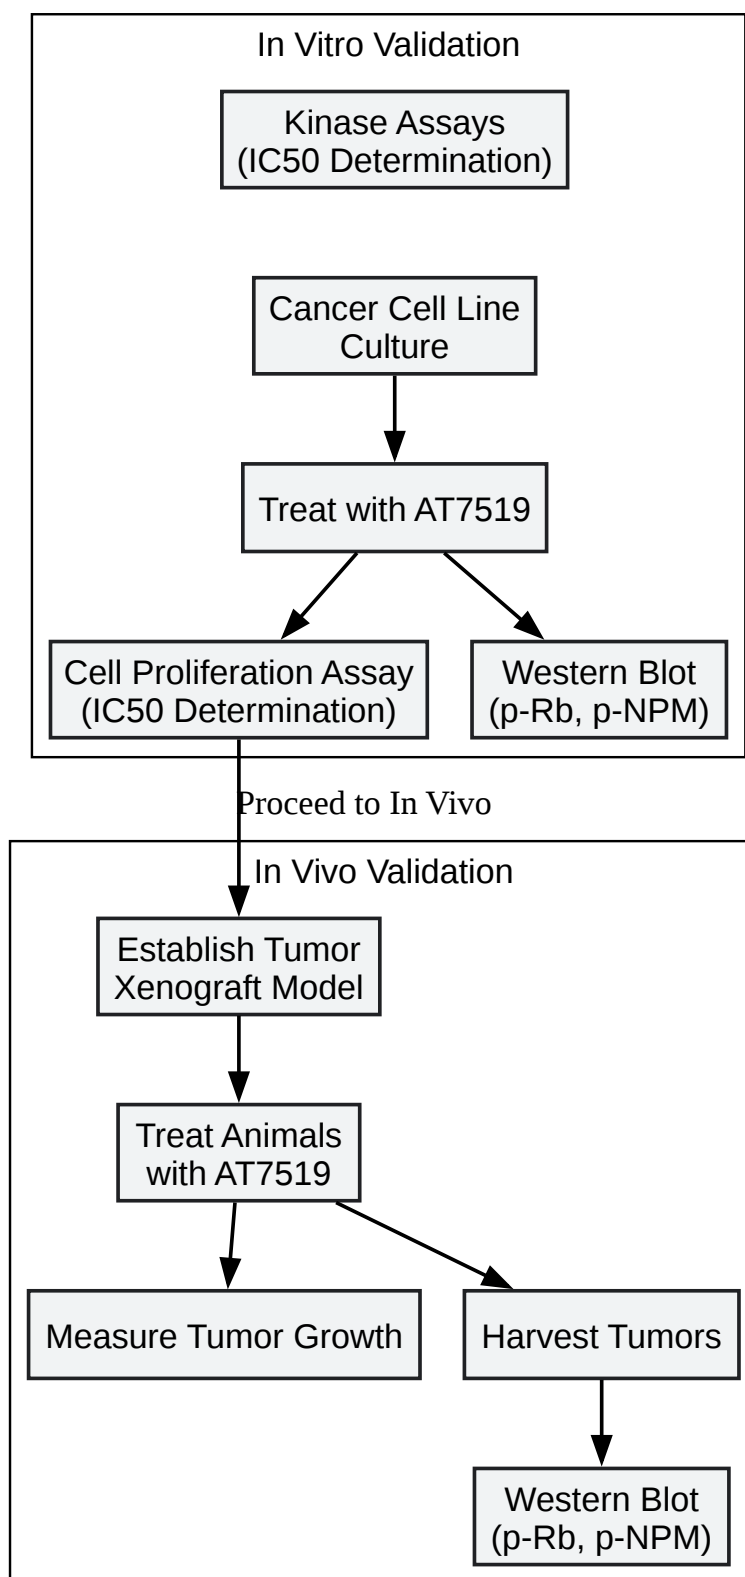 In Vitro Validation
Kinase Assays
(IC50 Determination)
Cancer Cell Line
Culture
Treat with AT7519
Cell Proliferation Assay
(IC50 Determination)
Western Blot
(p-Rb, p-NPM)
Proceed to In Vivo
In Vivo Validation
Establish Tumor
Xenograft Model
Treat Animals
with AT7519
Measure Tumor Growth
Harvest Tumors
Western Blot
(p-Rb, p-NPM)